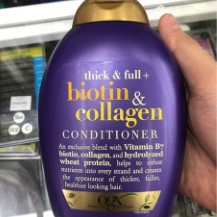 thick & full +
biotin
&
collagen
CONDITIONER
An exclusive blend with Vitamin B7
biotin, collagen, and hydrolyzed
wheat protein, helps to infuse
nutrients into every strand and creates
the appearance of thicker, fuller,
healthier looking hair.
ogx